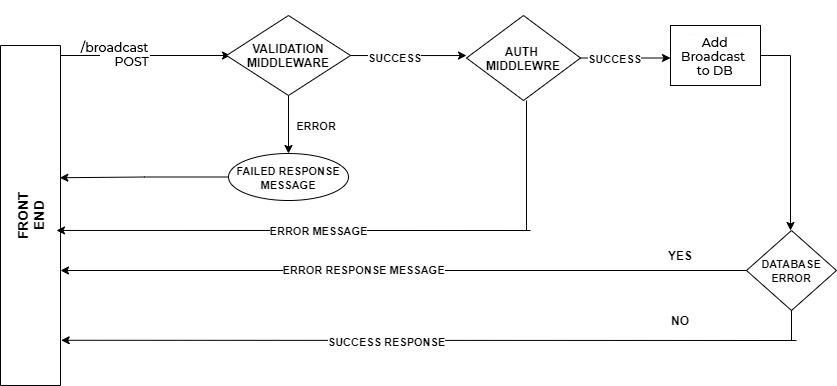 /broadcast
POST
VALIDATION
MIDDLEWARE
SUCCESS
AUTH
MIDDLEWRE
SUCCESS
Add
Broadcast
to DB
ERROR
FAILED RESPONSE
MESSAGE
FRONT
END
ERROR MESSAGE
YES
DATABASE
ERROR
ERROR RESPONSE MESSAGE
NO
SUCCESS RESPONSE